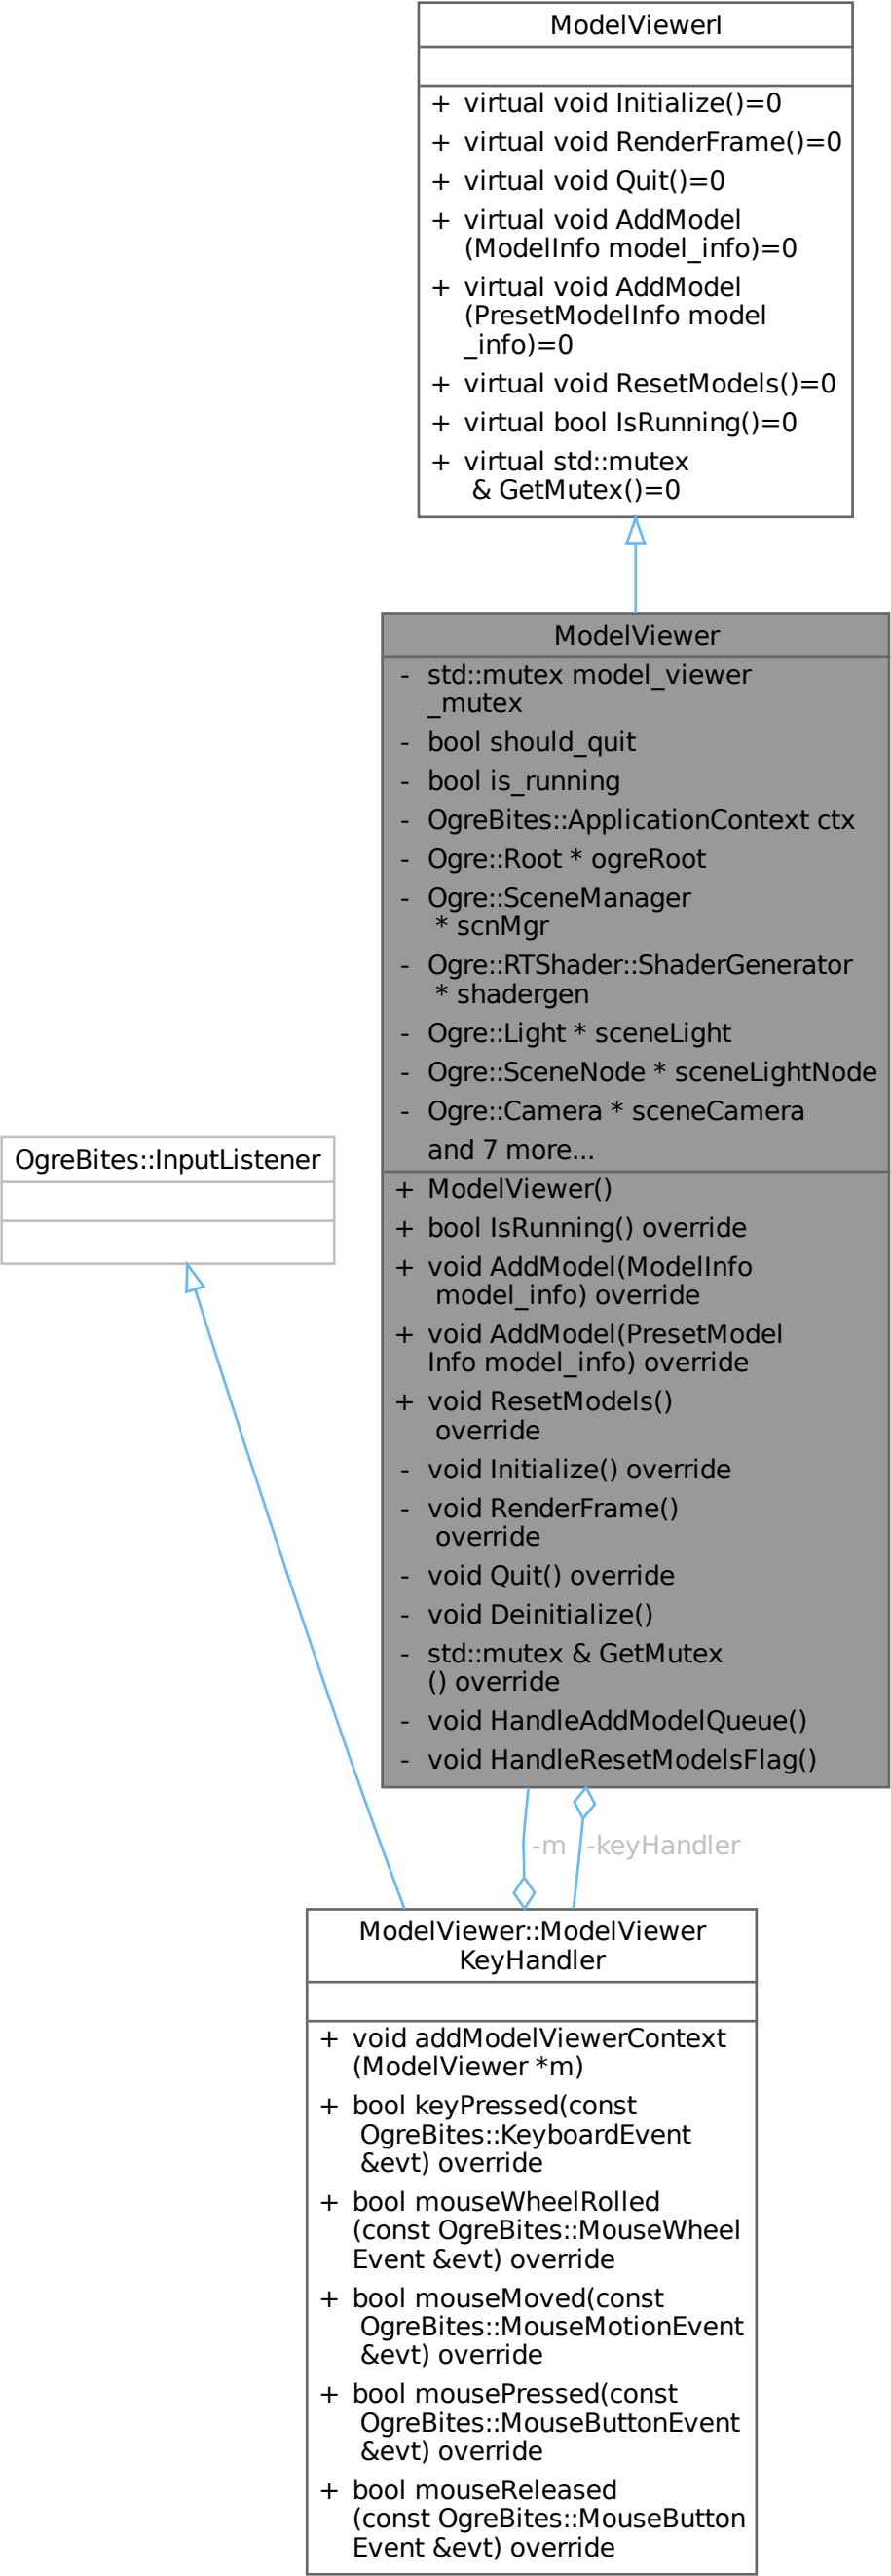 ModelViewerI
+ virtual void Initialize()=0
+ virtual void RenderFrame()=0
+ virtual void Quit()=0
+ virtual void AddModel
(ModelInfo model_info)=0
+ virtual void AddModel
(PresetModelInfo model
_info)=0
+ virtual void ResetModels()=0
+ virtual bool IsRunning()=0
+ virtual std::mutex
& GetMutex()=0
ModelViewer
- std::mutex model_viewer
_mutex
- bool should_quit
- bool is_running
- OgreBites::ApplicationContext ctx
- Ogre::Root * ogreRoot
- Ogre::SceneManager
* scnMgr
- Ogre::RTShader::ShaderGenerator
* shadergen
- Ogre::Light * sceneLight
- Ogre::SceneNode * sceneLightNode
- Ogre::Camera * sceneCamera
and 7 more...
+ ModelViewer()
+ bool IsRunning() override
+ void AddModel(ModelInfo
model_info) override
+ void AddModel(PresetModel
Info model_info) override
+ void ResetModels()
override
- void Initialize() override
- void RenderFrame()
override
- void Quit() override
- void Deinitialize()
- std::mutex & GetMutex
() override
- void HandleAddModelQueue()
- void HandleResetModelsFlag()
OgreBites::InputListener
-m
-keyHandler
ModelViewer::ModelViewer
KeyHandler
+ void addModelViewerContext
(ModelViewer *m)
+ bool keyPressed(const
OgreBites::KeyboardEvent
&evt) override
+ bool mouseWheelRolled
(const OgreBites::MouseWheel
Event &evt) override
+ bool mouseMoved(const
OgreBites::MouseMotionEvent
&evt) override
+ bool mousePressed(const
OgreBites::MouseButtonEvent
&evt) override
+ bool mouseReleased
(const OgreBites::MouseButton
Event &evt) override